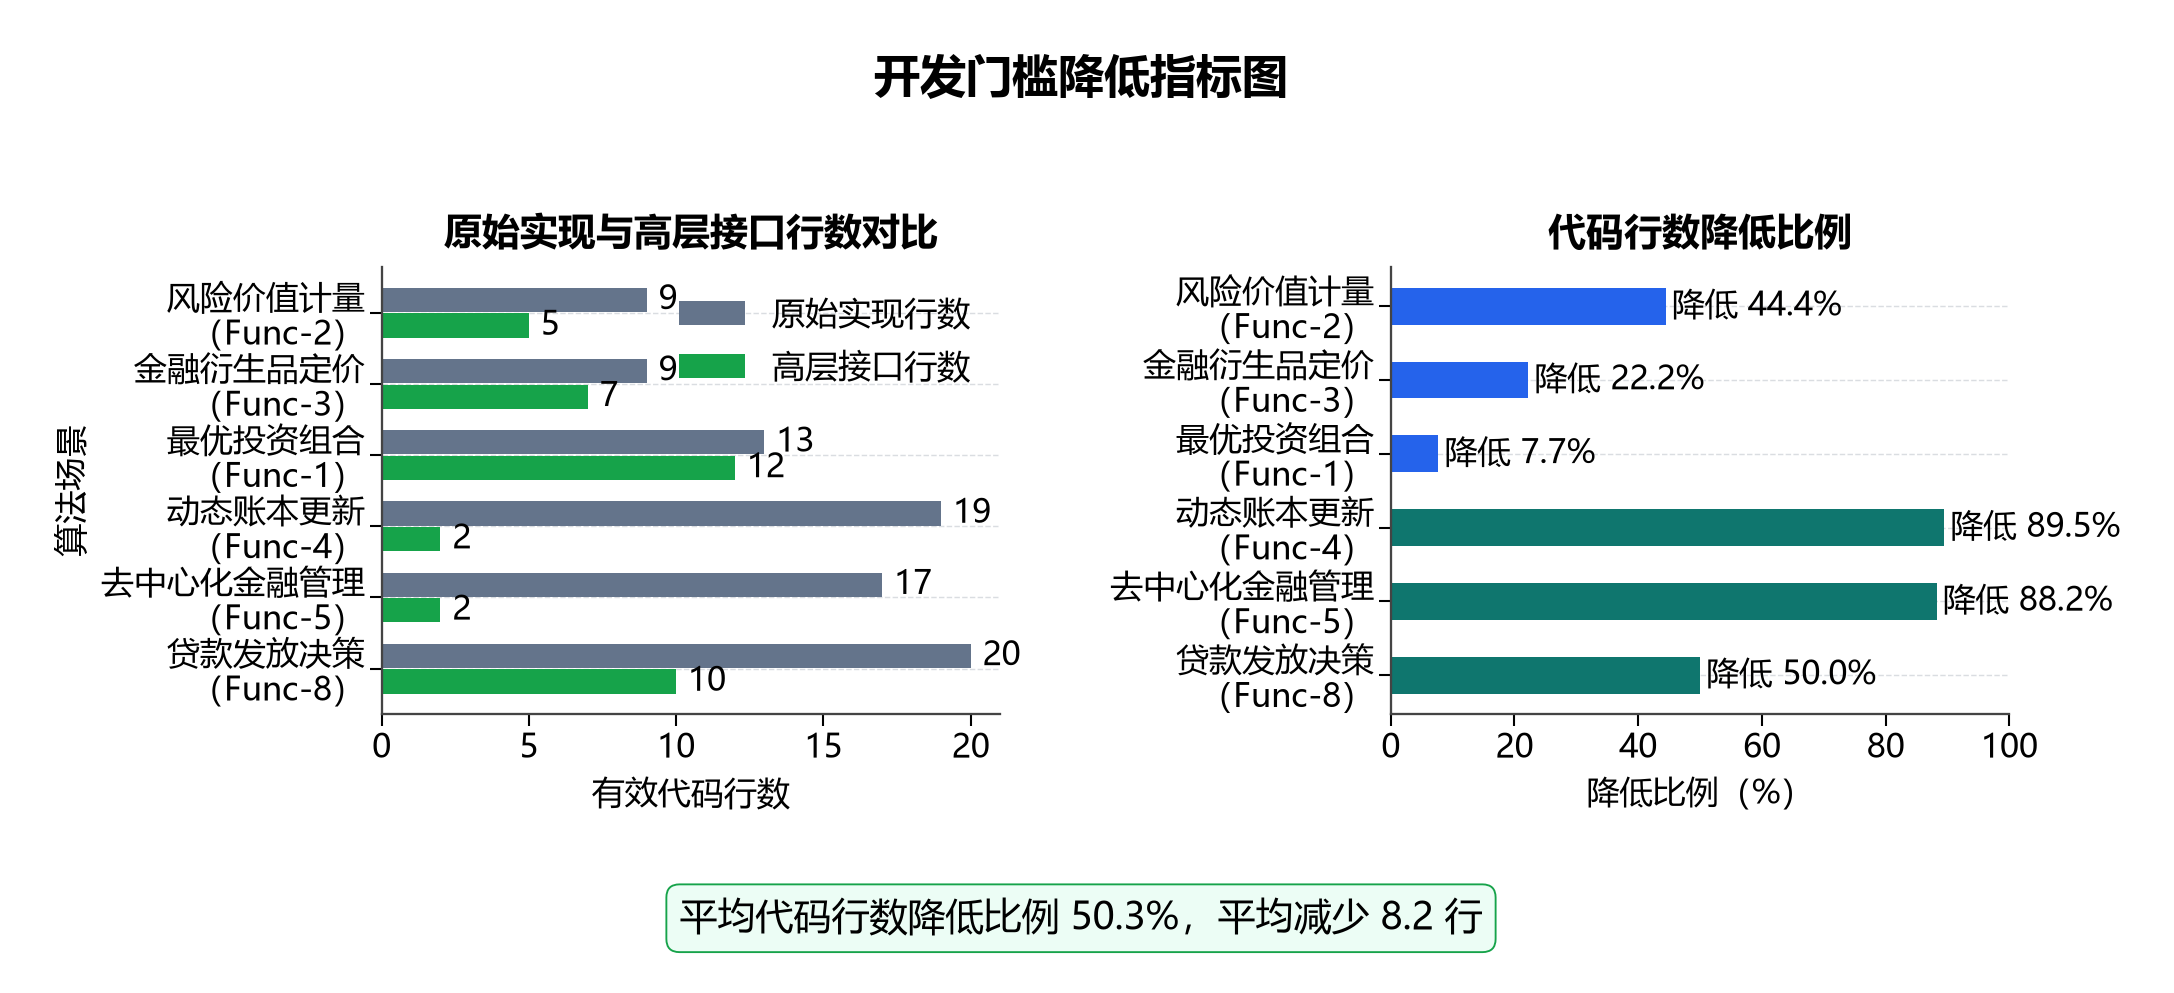 开发门槛降低指标图
原始实现与高层接口行数对比
算法场景
风险价值计量
（Func-2）
金融衍生品定价
（Func-3）
最优投资组合
（Func-1）
动态账本更新
（Func-4）
去中心化金融管理
（Func-5）
贷款发放决策
（Func-8）
9
5
9
7
13
12
19
2
17
2
20
10
原始实现行数
高层接口行数
0 5 10 15 20
有效代码行数
代码行数降低比例
风险价值计量
（Func-2）
金融衍生品定价
（Func-3）
最优投资组合
（Func-1）
动态账本更新
（Func-4）
去中心化金融管理
（Func-5）
贷款发放决策
（Func-8）
降低 44.4%
降低 22.2%
降低 7.7%
降低 89.5%
降低 88.2%
降低 50.0%
0 20 40 60 80 100
降低比例（%）
平均代码行数降低比例 50.3%，平均减少 8.2 行